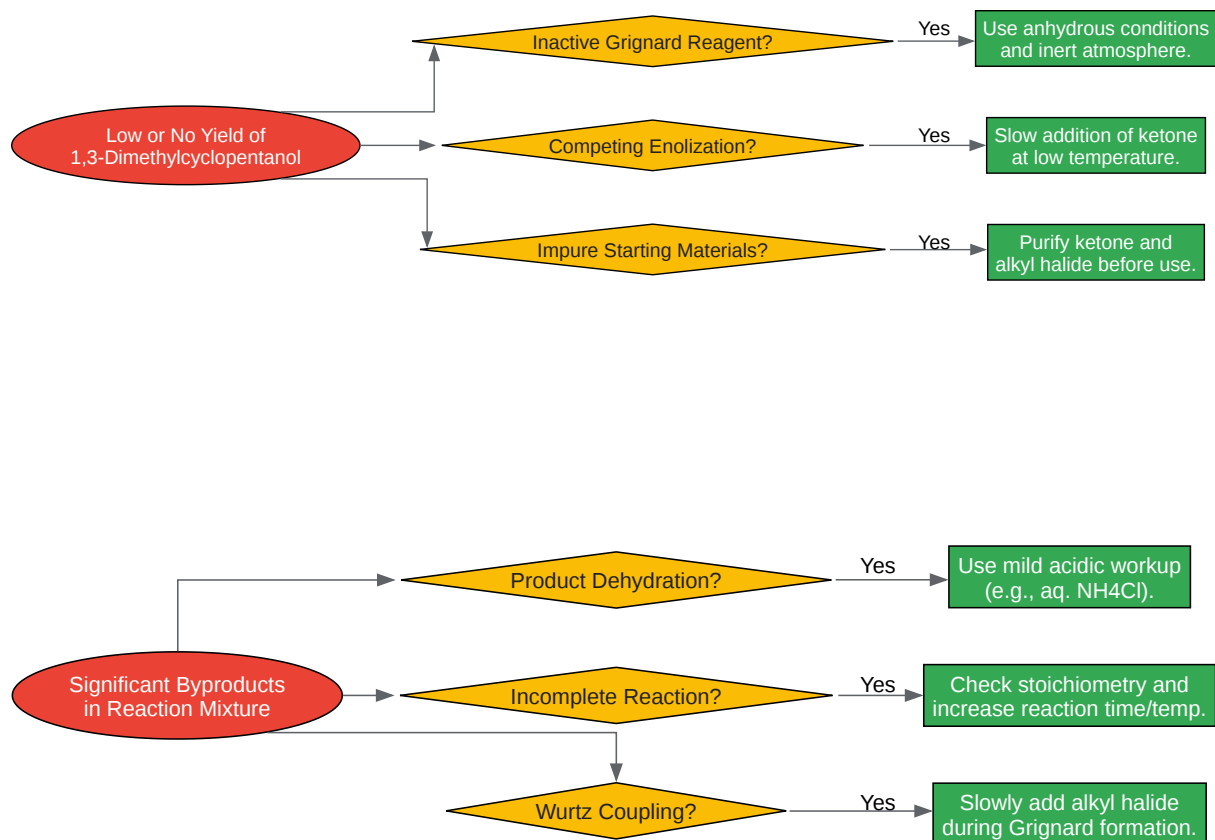 Inactive Grignard Reagent?
Yes
Use anhydrous conditions
and inert atmosphere.
Low or No Yield of
1,3-Dimethylcyclopentanol
Competing Enolization?
Yes
Slow addition of ketone
at low temperature.
Impure Starting Materials?
Yes
Purify ketone and
alkyl halide before use.
Product Dehydration?
Yes
Use mild acidic workup
(e.g., aq. NH4Cl).
Significant Byproducts
in Reaction Mixture
Incomplete Reaction?
Yes
Check stoichiometry and
increase reaction time/temp.
Wurtz Coupling?
Yes
Slowly add alkyl halide
during Grignard formation.